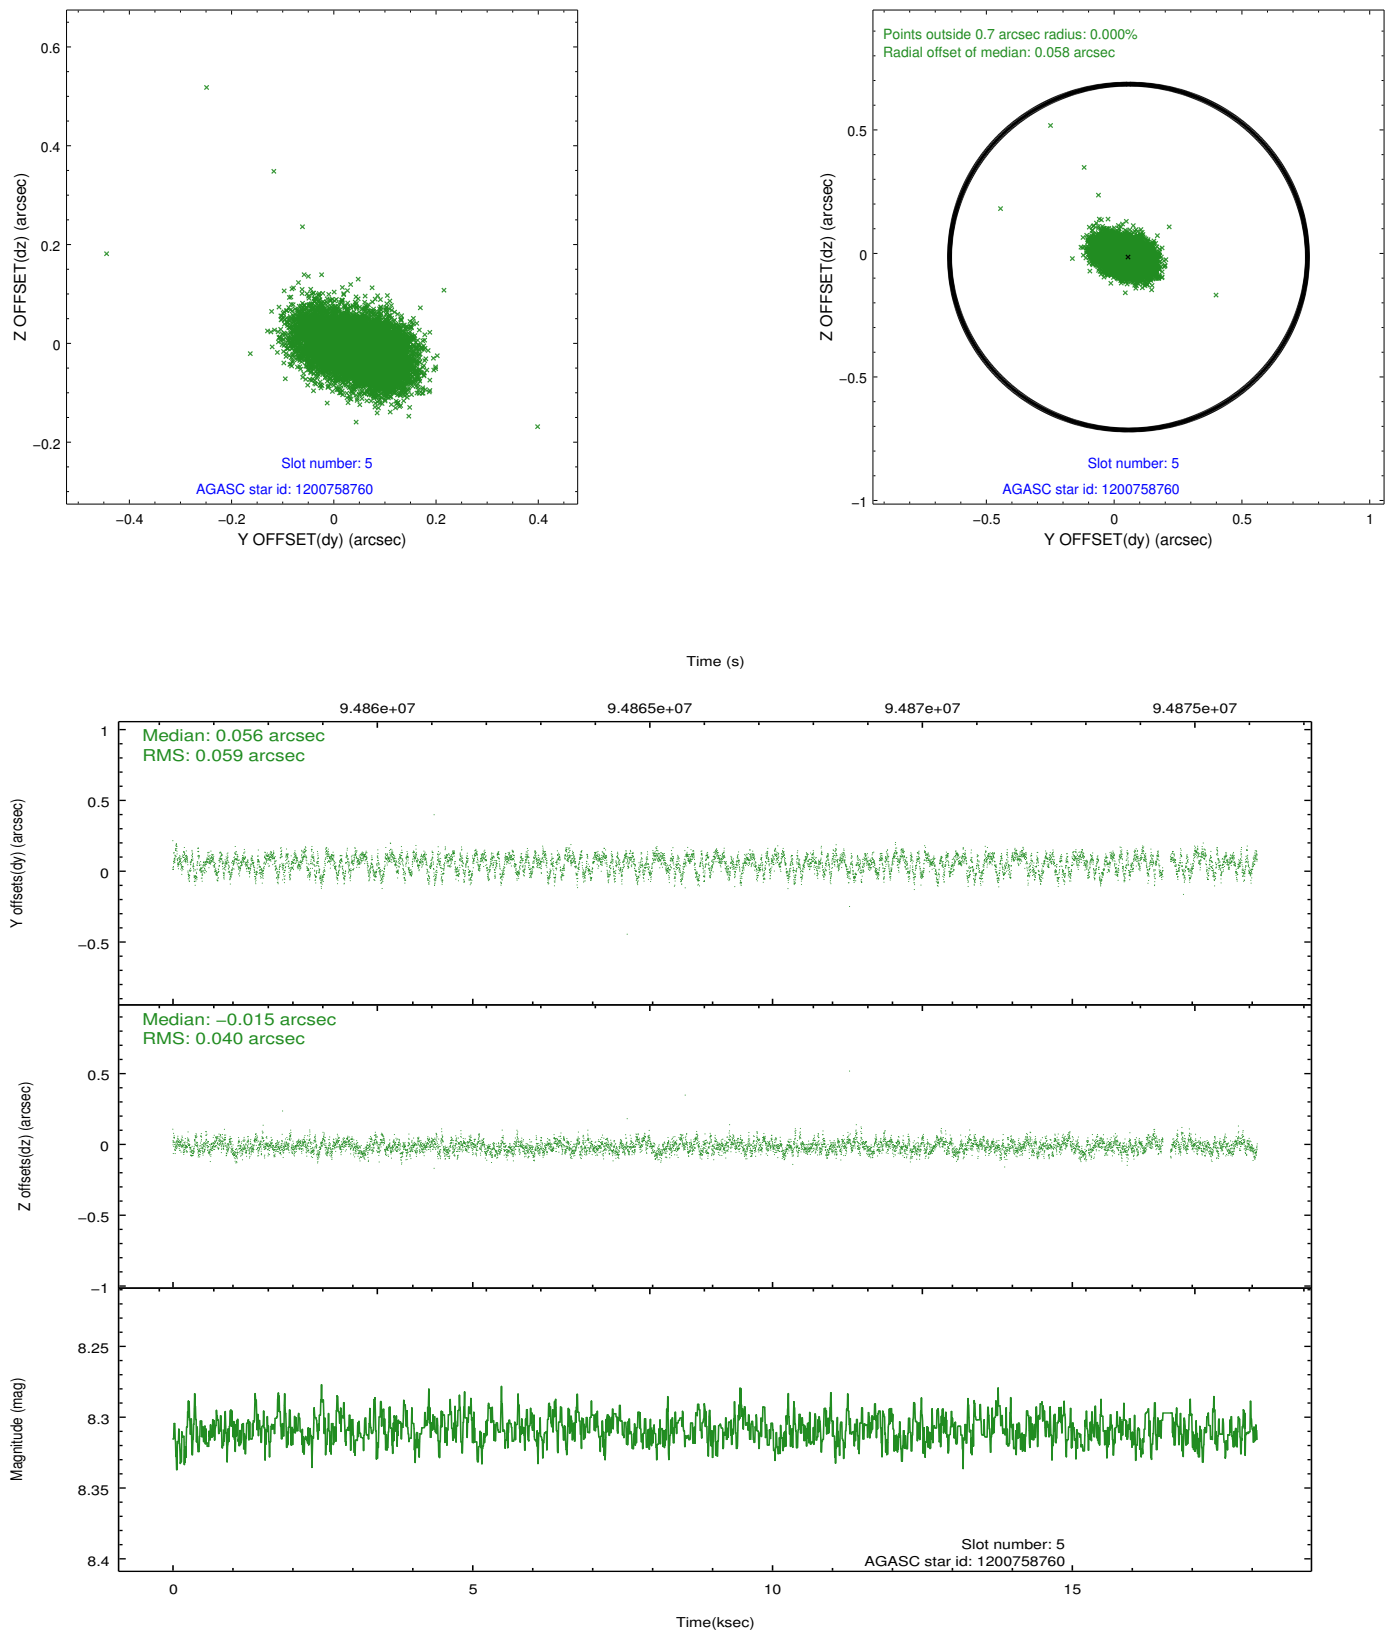 0.6
0.4
0.2
0
−0.2
Z OFFSET(dz) (arcsec)
Slot number: 5
AGASC star id: 1200758760
−0.4 −0.2 0 0.2 0.4
Y OFFSET(dy) (arcsec)
Points outside 0.7 arcsec radius: 0.000%
Radial offset of median: 0.058 arcsec
0.5
0
−0.5
−1
Z OFFSET(dz) (arcsec)
Slot number: 5
AGASC star id: 1200758760
−0.5 0 0.5 1
Y OFFSET(dy) (arcsec)
Time (s)
9.486e+07 9.4865e+07 9.487e+07 9.4875e+07
Median: 0.056 arcsec
RMS: 0.059 arcsec
1
0.5
0
−0.5
Y offsets(dy) (arcsec)
Median: −0.015 arcsec
RMS: 0.040 arcsec
0.5
0
−0.5
−1
Z offsets(dz) (arcsec)
8.25
8.3
8.35
8.4
Magnitude (mag)
Slot number: 5
AGASC star id: 1200758760
0 5 10 15
Time(ksec)